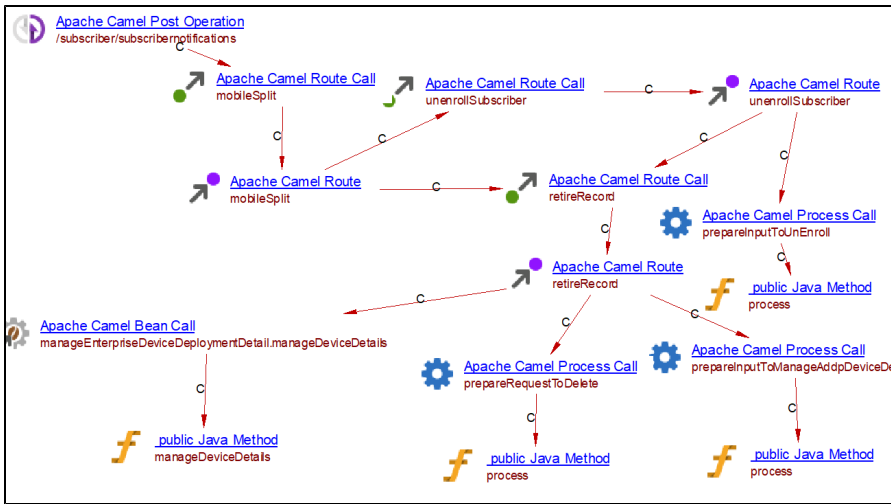 Apache Camel Post Operation
/subscriber/subscribernotifications
C
Apache Camel Route Call
mobileSplit
Apache Camel Route Call
unenrollSubscriber
C
Apache Camel Route
unenrollSubscriber
C
C
C
C
Apache Camel Route
mobileSplit
C
Apache Camel Route Call
retireRecord
Apache Camel Process Call
prepareInputToUnEnroll
C
C
Apache Camel Route
retireRecord
public Java Method
process
C
C
C
Apache Camel Bean Call
manageEnterpriseDeviceDeploymentDetail.manageDeviceDetails
Apache Camel Process Call
prepareRequestToDelete
Apache Camel Process Call
prepareInputToManageAddpDeviceDe
C
C
C
public Java Method
manageDeviceDetails
public Java Method
process
public Java Method
process